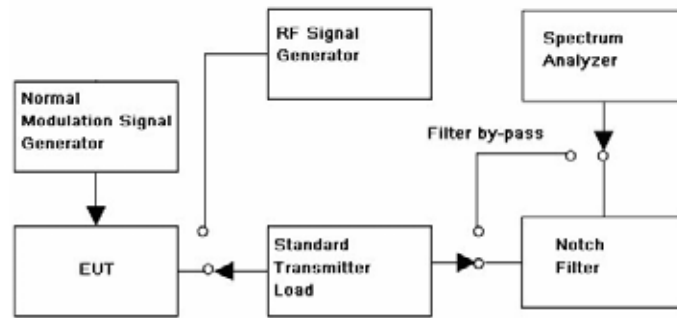 RF Signal
Generator
Spectrum
Analyzer
Normal
Modulation Signal
Generator
Filter by-pass
EUT
Standard
Transmitter
Load
Notch
Filter